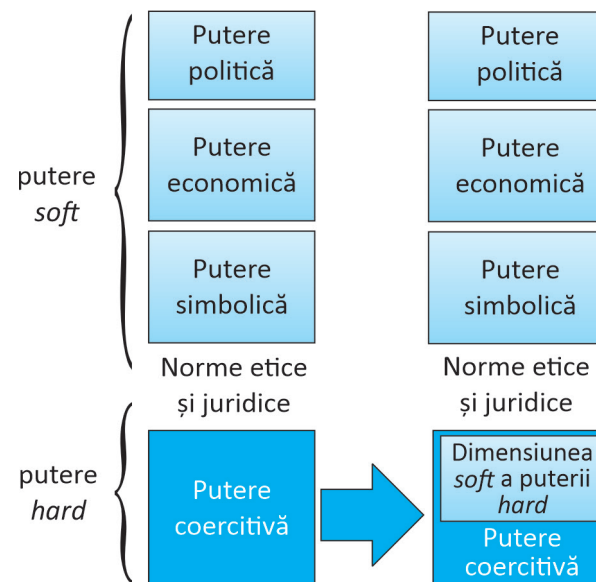 putere
soft
Putere
politică
Putere
economică
Putere
simbolică
Norme etice
și juridice
putere
hard
Putere
coercitivă
Putere
politică
Putere
economică
Putere
simbolică
Norme etice
și juridice
Dimensiunea
soft a puterii
hard
Putere
coercitivă